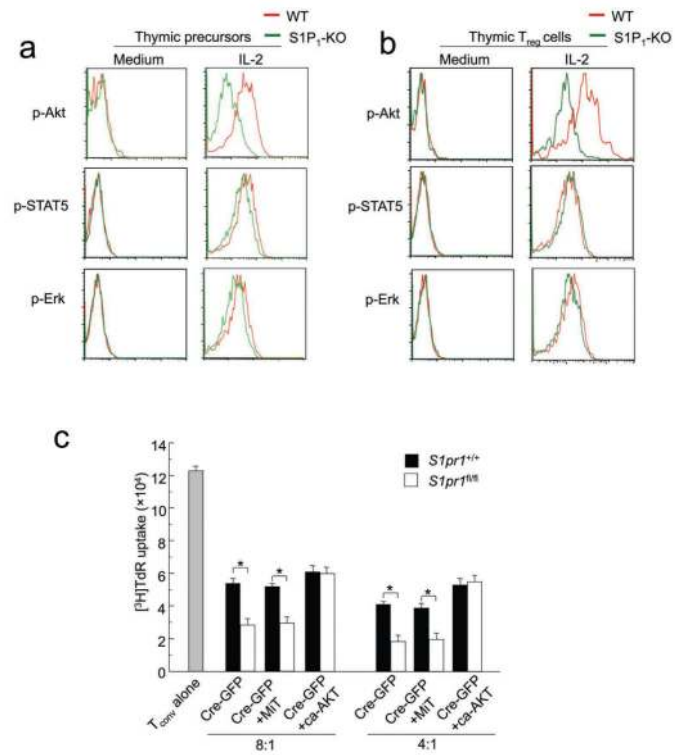 a
WT
S1P₁-KO
Thymic precursors
Medium
IL-2
p-Akt
p-STAT5
p-Erk
b
WT
S1P₁-KO
Thymic Treg cells
Medium
IL-2
p-Akt
p-STAT5
p-Erk
c
[³H]TdR uptake (×10⁴)
14
12
10
8
6
4
2
0
S1pr1+/+
S1pr1fl/fl
* * * *
Tconv alone
Cre-GFP
Cre-GFP
+MiT
Cre-GFP
+ca-AKT
Cre-GFP
Cre-GFP
+MiT
Cre-GFP
+ca-AKT
8:1
4:1